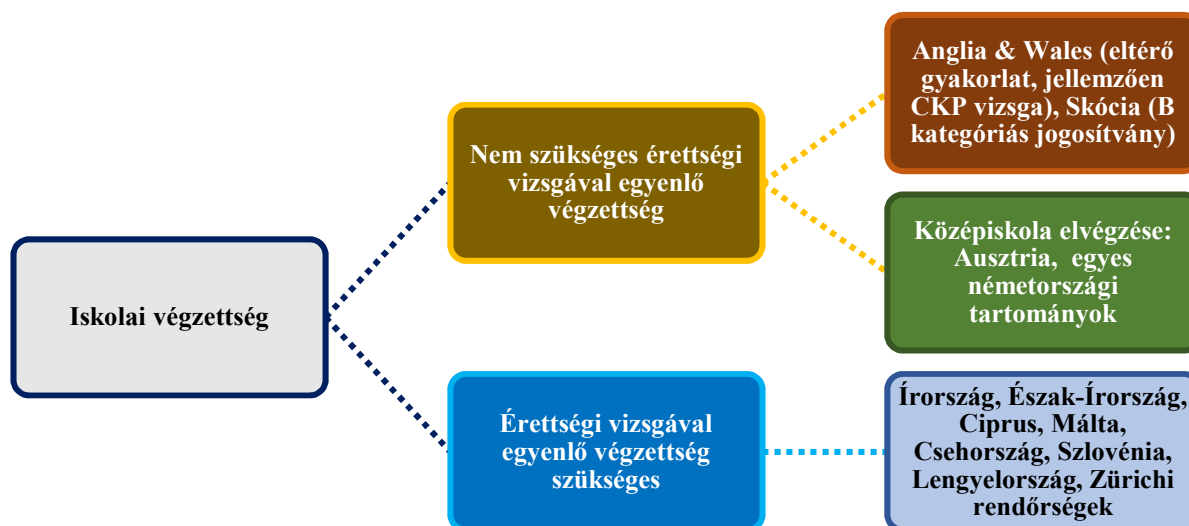 Iskolai végzettség
Nem szükséges érettségi
vizsgával egyenlő
végzettség
Anglia & Wales (eltérő
gyakorlat, jellemzően
CKP vizsga), Skócia (B
kategóriás jogosítvány)
Középiskola elvégzése:
Ausztria, egyes
németországi
tartományok
Érettségi vizsgával
egyenlő végzettség
szükséges
Írország, Észak-Írország,
Ciprus, Málta,
Csehország, Szlovénia,
Lengyelország, Zürichi
rendőrségek